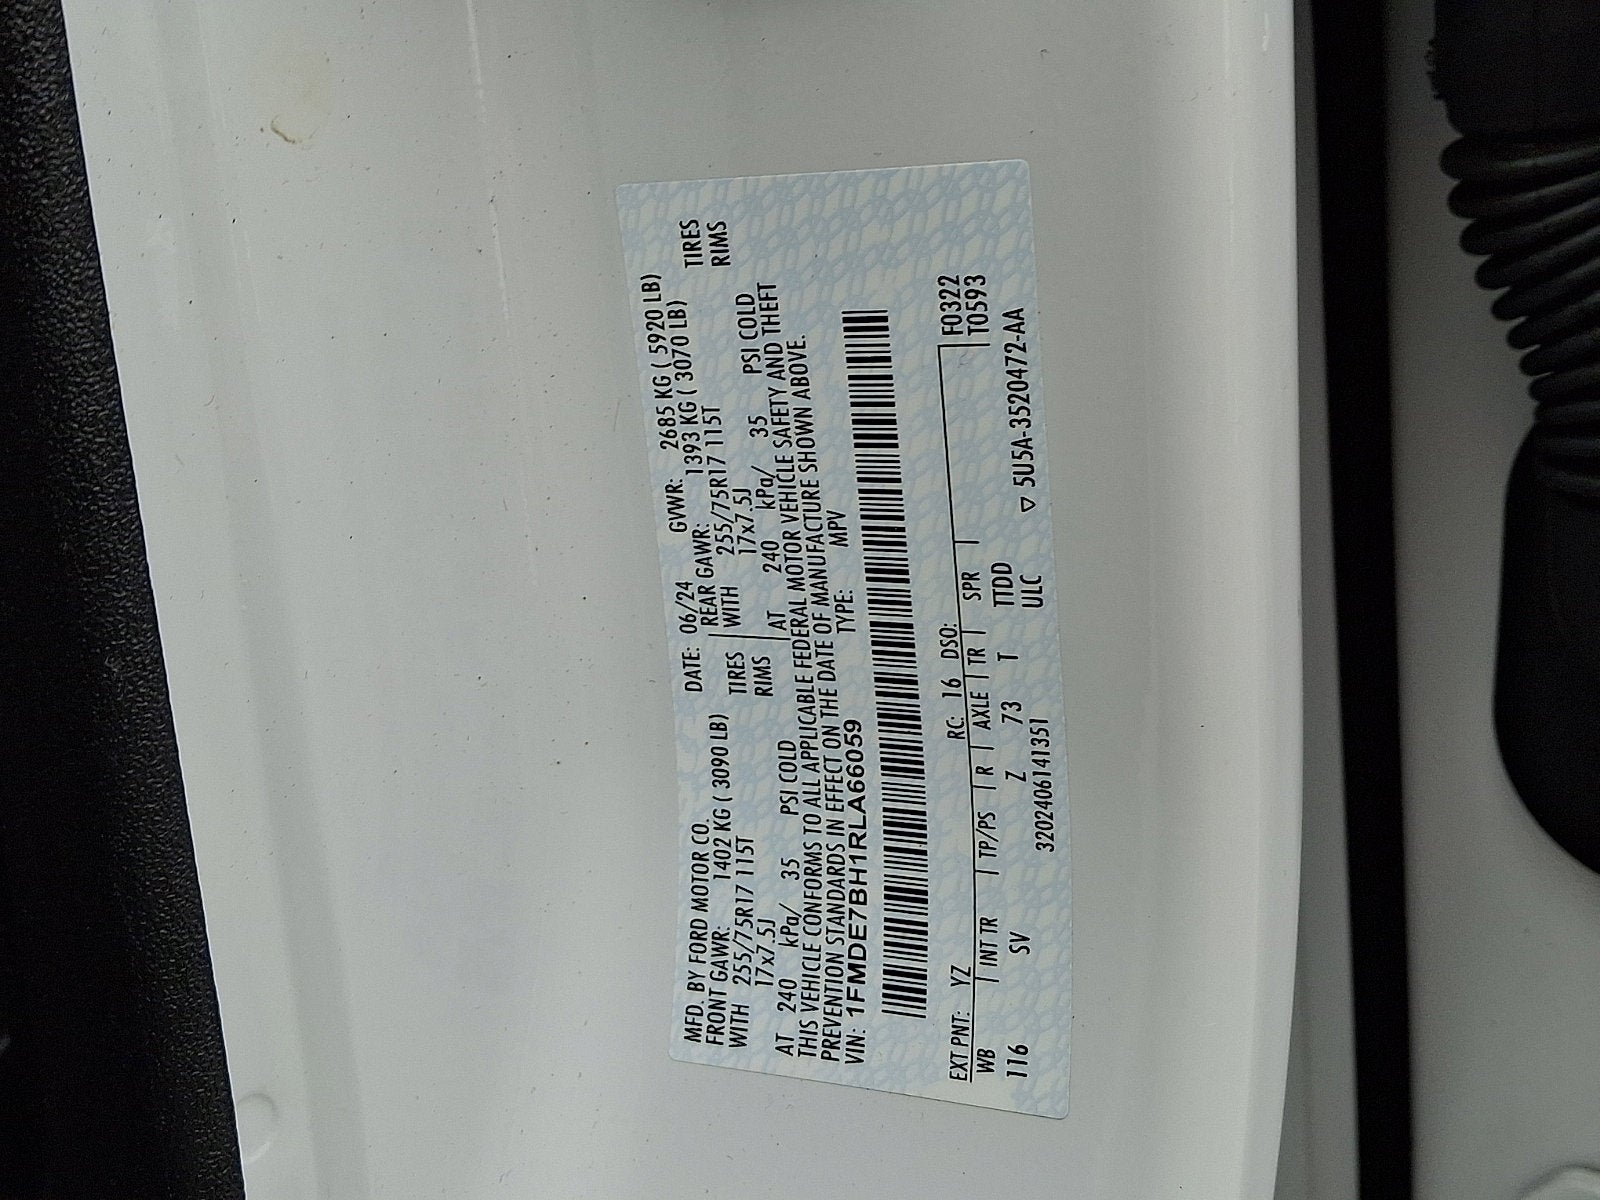 MFD. BY FORD MOTOR CO. DATE: 06/24 GVWR: 2685 KG ( 5920 LB)
FRONT GAWR: 1402 KG ( 3090 LB) REAR GAWR: 1393 KG ( 3070 LB)
WITH 255/75R17 115T TIRES WITH 255/75R17 115T TIRES
17x7.5J RIMS 17x7.5J RIMS
AT 240 kPa/ 35 PSI COLD AT 240 kPa/ 35 PSI COLD
THIS VEHICLE CONFORMS TO ALL APPLICABLE FEDERAL MOTOR VEHICLE SAFETY AND THEFT
PREVENTION STANDARDS IN EFFECT ON THE DATE OF MANUFACTURE SHOWN ABOVE.
VIN: 1FMDE7BH1RLA66059 TYPE: MPV
EXT PNT: YZ RC: 16 DSO: F0322
WB INT TR TP/PS R AXLE TR SPR T0593
116 SV Z 73 T TTDD
3202406141351 ULC ▽ 5U5A-3520472-AA